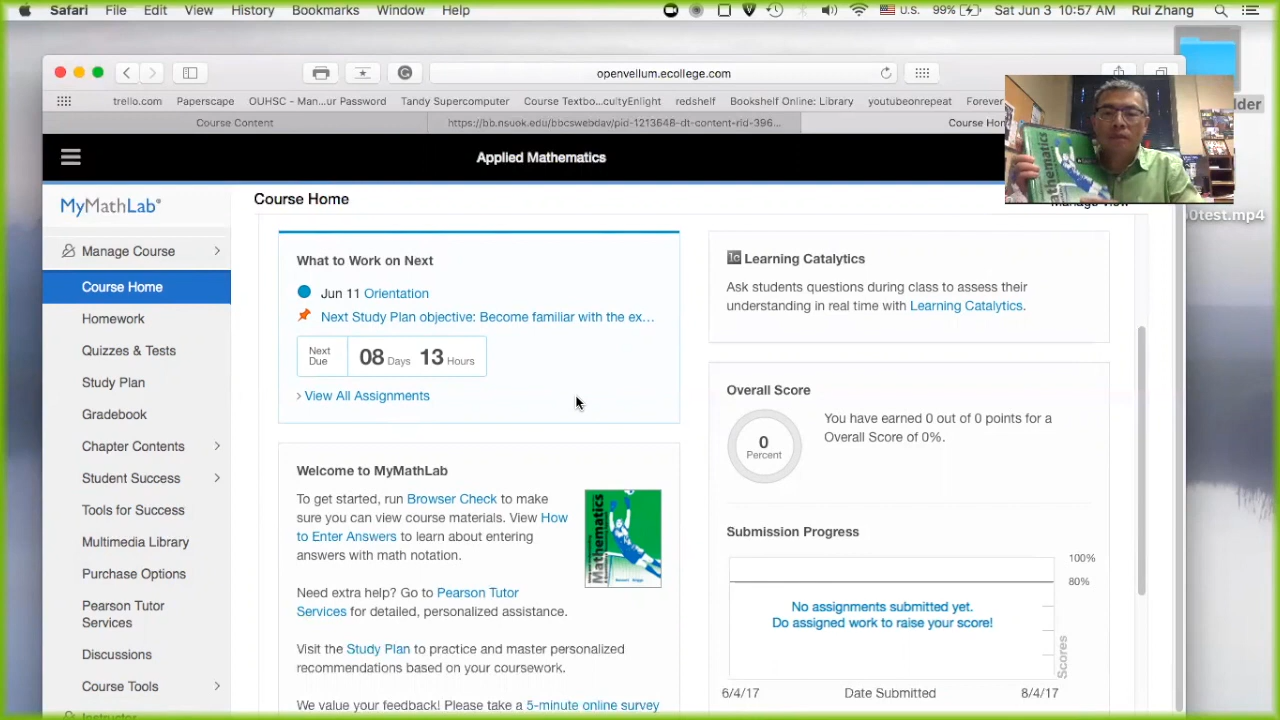 Safari File Edit View History Bookmarks Window Help U.S. 99% Sat Jun 3 10:57 AM Rui Zhang
openvellum.ecollege.com
trello.com Paperscape OUHSC - Man...ur Password Tandy Supercomputer Course Textbo...cultyEnlight redshelf Bookshelf Online: Library youtubeonrepeat Forever
Course Content https://bb.nsuok.edu/bbcswebdav/pid-1213648-dt-content-rid-396... Course Hom
lder
Applied Mathematics
Mathematics
MyMathLab®
Course Home
0test.mp4
Manage Course
Course Home
Homework
Quizzes & Tests
Study Plan
Gradebook
Chapter Contents
Student Success
Tools for Success
Multimedia Library
Purchase Options
Pearson Tutor
Services
Discussions
Course Tools
What to Work on Next
Jun 11 Orientation
Next Study Plan objective: Become familiar with the ex...
Next
Due
08 Days 13 Hours
View All Assignments
Welcome to MyMathLab
To get started, run Browser Check to make
sure you can view course materials. View How
to Enter Answers to learn about entering
answers with math notation.
Mathematics
Need extra help? Go to Pearson Tutor
Services for detailed, personalized assistance.
Visit the Study Plan to practice and master personalized
recommendations based on your coursework.
We value your feedback! Please take a 5-minute online survey
lc Learning Catalytics
Ask students questions during class to assess their
understanding in real time with Learning Catalytics.
Overall Score
0
Percent
You have earned 0 out of 0 points for a
Overall Score of 0%.
Submission Progress
100%
80%
No assignments submitted yet.
Do assigned work to raise your score!
Scores
6/4/17 Date Submitted 8/4/17